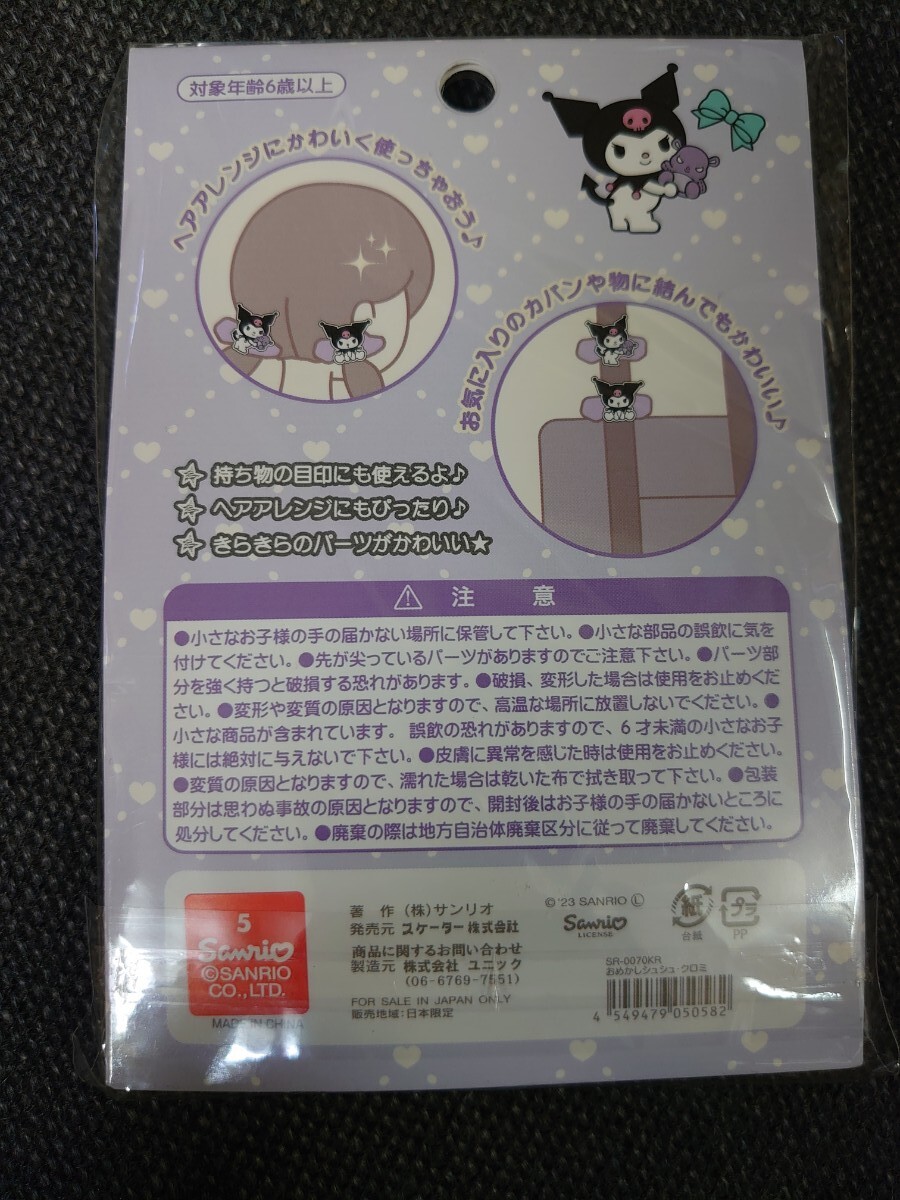 対象年齢6歳以上
ヘアアレンジにかわいく使っちゃおう♪
お気に入りのカバンや物に結んでもかわいい♪
持ち物の目印にも使えるよ♪
ヘアアレンジにもぴったり♪
きらきらのパーツがかわいい★
⚠ 注 意
●小さなお子様の手の届かない場所に保管して下さい。●小さな部品の誤飲に気を
付けてください。●先が尖っているパーツがありますのでご注意下さい。●パーツ部
分を強く持つと破損する恐れがあります。●破損、変形した場合は使用をお止めくだ
さい。●変形や変質の原因となりますので、高温な場所に放置しないでください。●
小さな商品が含まれています。誤飲の恐れがありますので、6才未満の小さなお子
様には絶対に与えないで下さい。●皮膚に異常を感じた時は使用をお止めください。
●変質の原因となりますので、濡れた場合は乾いた布で拭き取って下さい。●包装
部分は思わぬ事故の原因となりますので、開封後はお子様の手の届かないところに
処分してください。●廃棄の際は地方自治体廃棄区分に従って廃棄してください。
5
Sanrio
©SANRIO
CO.,LTD.
MADE IN CHINA
著 作 (株)サンリオ
発売元 スケーター株式会社
商品に関するお問い合わせ
製造元 株式会社 ユニック
(06-6769-7551)
FOR SALE IN JAPAN ONLY
販売地域:日本限定
©'23 SANRIO Ⓛ
Sanrio
LICENSE
紙
台紙
プラ
PP
SR-0070KR
おめかしシュシュ・クロミ
4 549479 050582